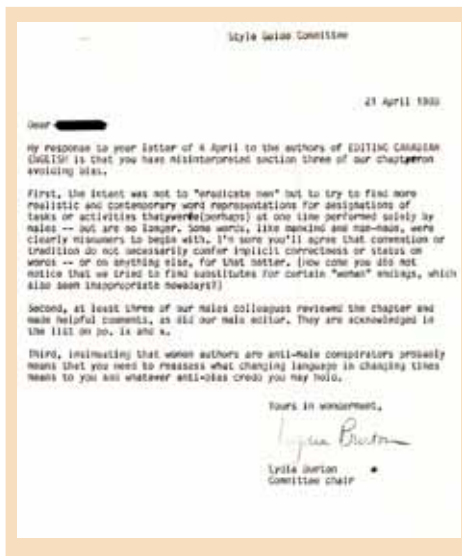 Style Guide Committee
21 April
Dear
My response to your letter of 4 April to the authors of EDITING CANADIAN
ENGLISH is that you have misinterpreted section three of our
avoiding bias.
First, the intent was not to "eradicate men" but to try to find more
realistic and contemporary word representations for designations of
tasks or activities that (perhaps) at one time performed solely by
males -- but are no longer. Some words, like mankind and were
clearly misnomers to begin with. I'm sure you'll agree that convention or
tradition do not necessarily confer implicit correctness or status on
words -- or on anything else, for that matter. (How come you did not
notice that we tried to find substitutes for certain "women" endings, which
also seem inappropriate nowadays?)
Second, at least three of our males colleagues reviewed the chapter and
made helpful comments, as did our male editor. They are acknowledged in
the list on pp. ix and x.
Third, insinuating that women authors are anti-male conspirators probably
means that you need to reassess what changing language in changing times
means to you and whatever anti-bias credo you may hold.
Yours in wonderment,
Lydia Burton
Lydia Burton
Committee chair